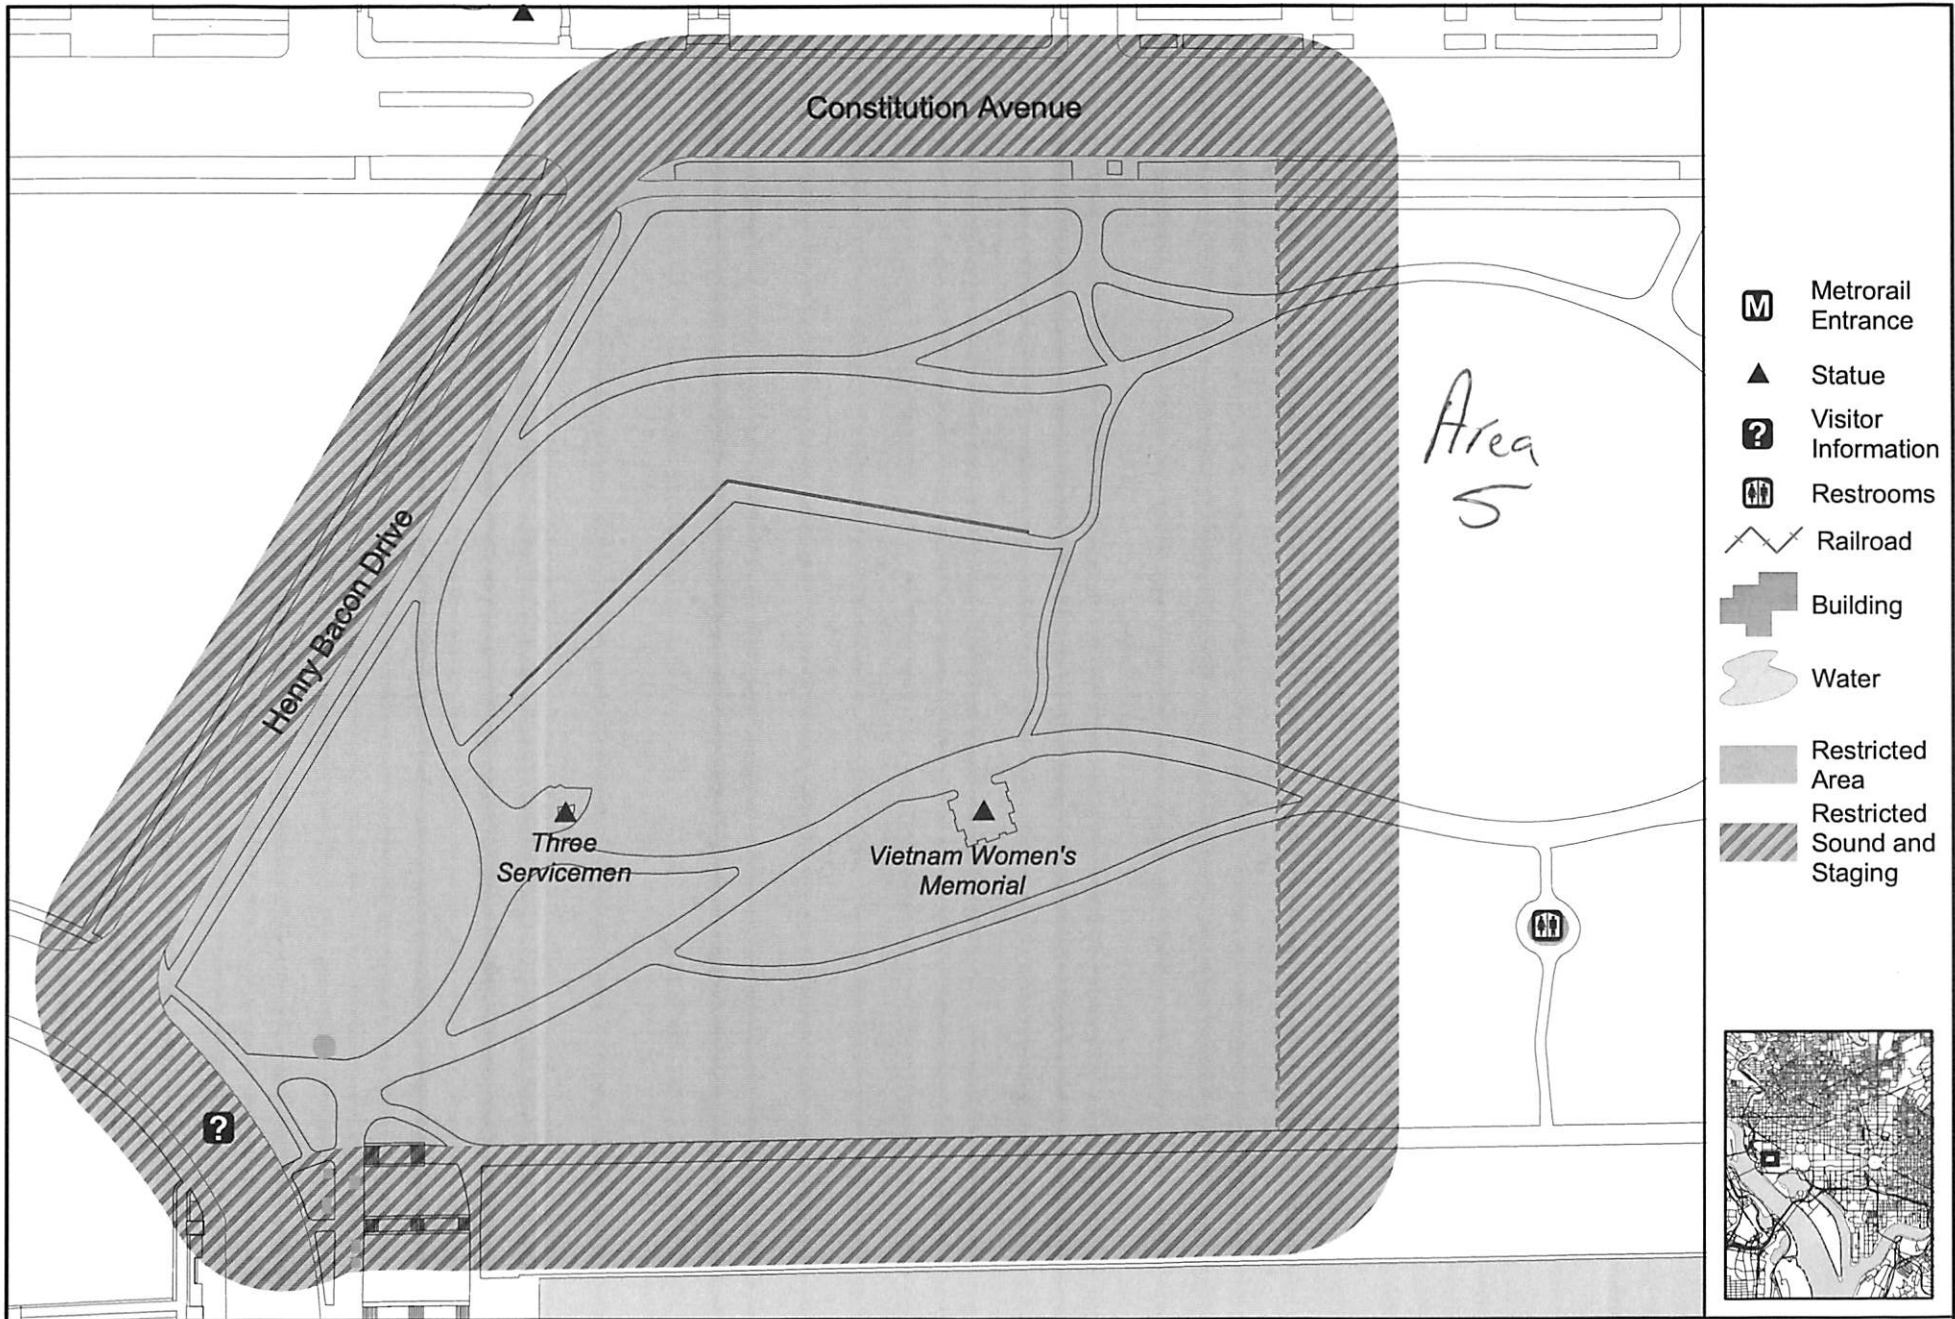 Constitution Avenue
Henry Bacon Drive
Area
5
Three
Servicemen
Vietnam Women's
Memorial
?
M
Metrorail
Entrance
Statue
?
Visitor
Information
Restrooms
Railroad
Building
Water
Restricted
Area
Restricted
Sound and
Staging